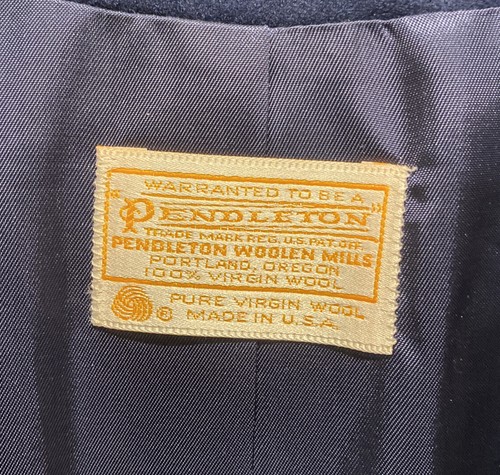 WARRANTED TO BE A
"PENDLETON"
TRADE MARK REG. U.S. PAT. OFF.
PENDLETON WOOLEN MILLS
PORTLAND, OREGON
100% VIRGIN WOOL
PURE VIRGIN WOOL
® MADE IN U.S.A.